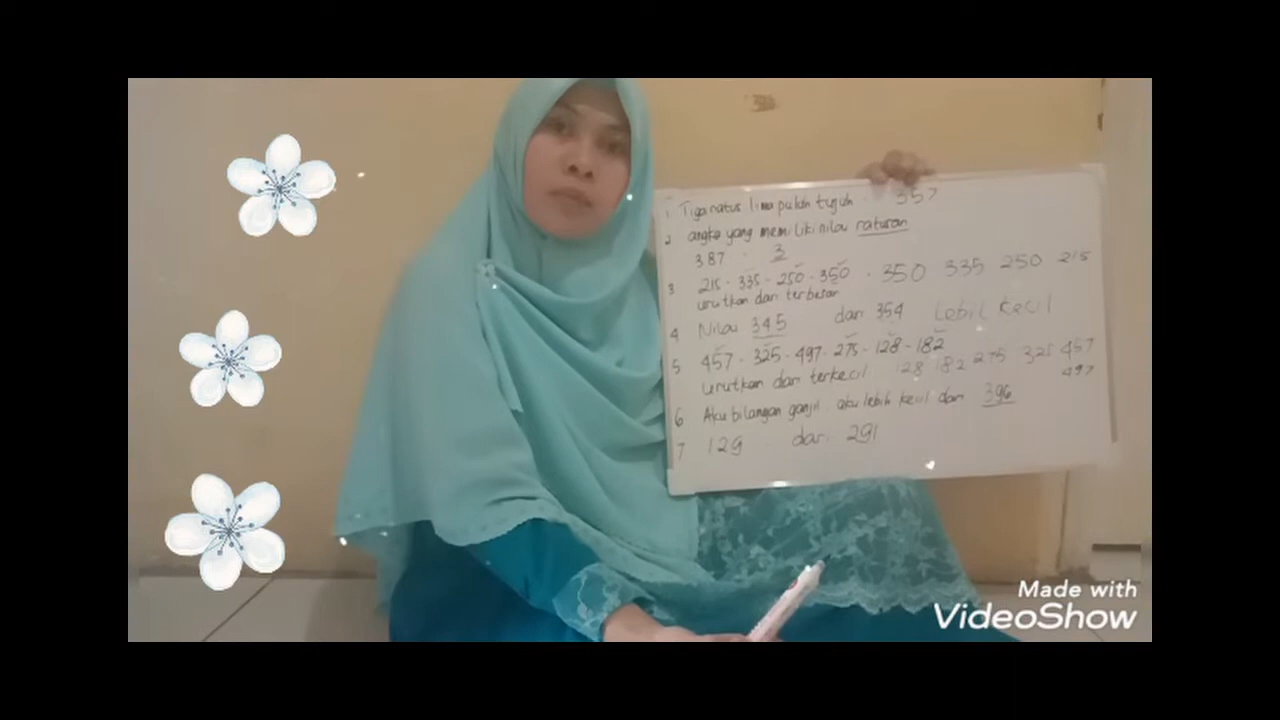 1 Tiga ratus lima puluh tujuh . 357
2 angka yang memiliki nilai ratusan
387 . 3
3 215 - 335 - 250 - 350 . 350 335 250 215
urutkan dari terbesar
4 Nilai 345 dari 354 Lebih kecil
5 457 - 325 - 497 - 275 - 128 - 182
urutkan dari terkecil 128 182 275 325 457
497
6 Aku bilangan ganjil aku lebih kecil dari 396
7 129 dari 291
Made with
VideoShow